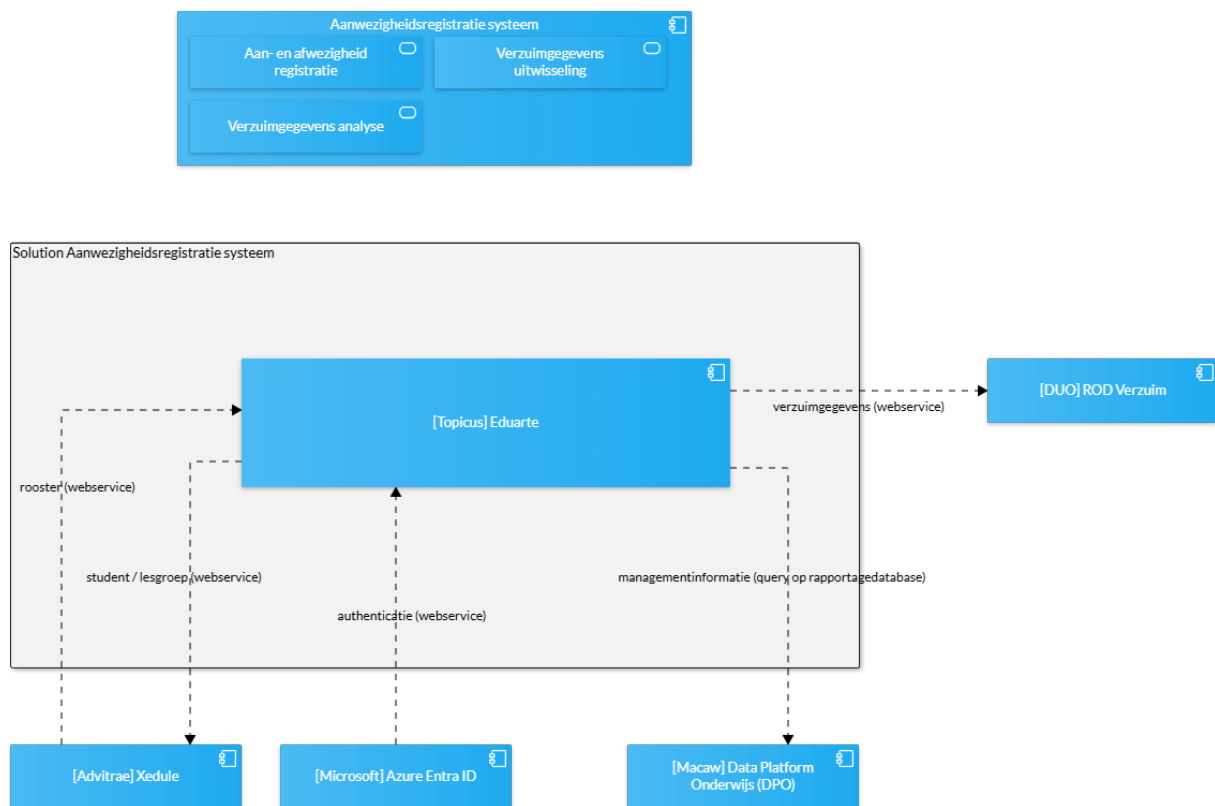 Aanwezigheidsregistratie systeem
Aan- en afwezigheid
registratie
Verzuimgegevens
uitwisseling
Verzuimgegevens analyse
Solution Aanwezigheidsregistratie systeem
[Topicus] Eduarte
[DUO] ROD Verzuim
verzuimgegevens (webservice)
rooster (webservice)
student / lesgroep (webservice)
managementinformatie (query op rapportagedatabase)
authenticatie (webservice)
[Advitrae] Xedule
[Microsoft] Azure Entra ID
[Macaw] Data Platform
Onderwijs (DPO)